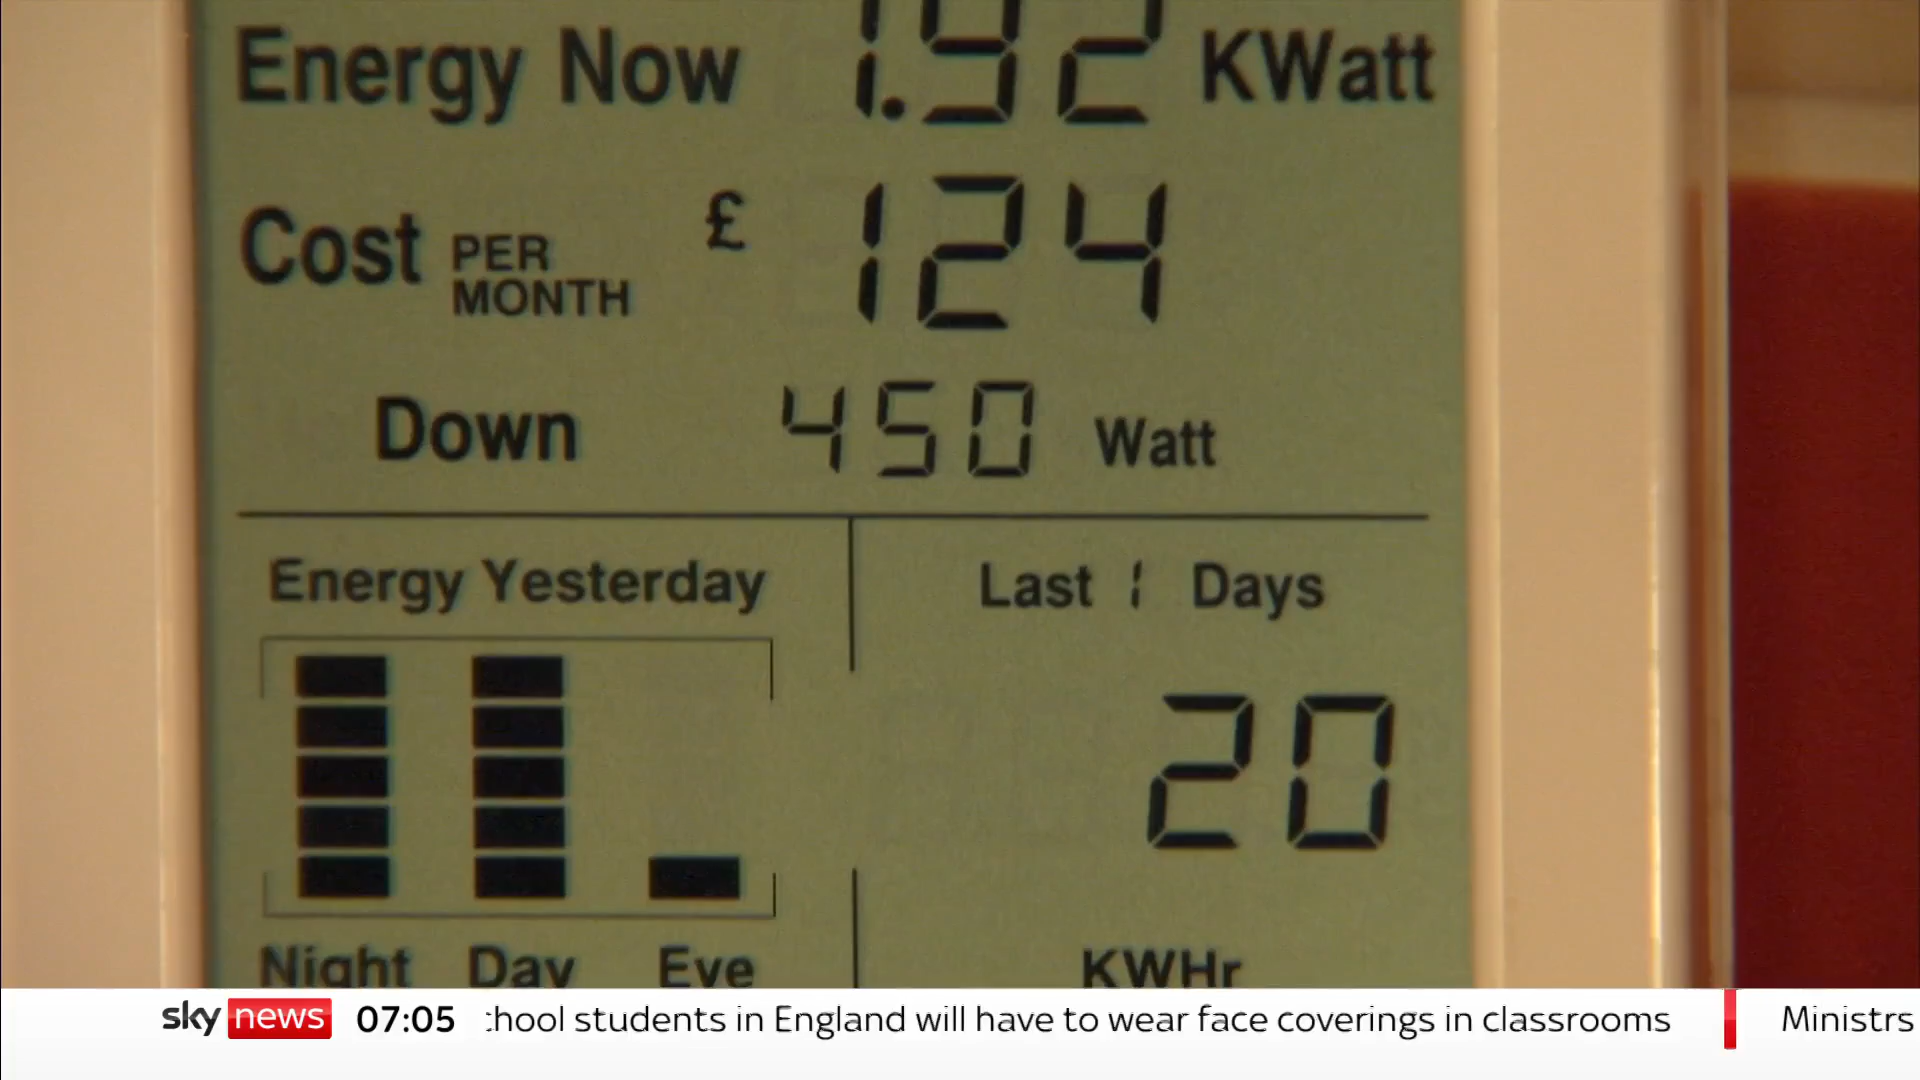 Energy Now 1.92 KWatt
Cost PER MONTH £ 124
Down 450 Watt
Energy Yesterday
Last 1 Days
20
Night Day Eve
KWHr
sky news 07:05 hool students in England will have to wear face coverings in classrooms Ministrs